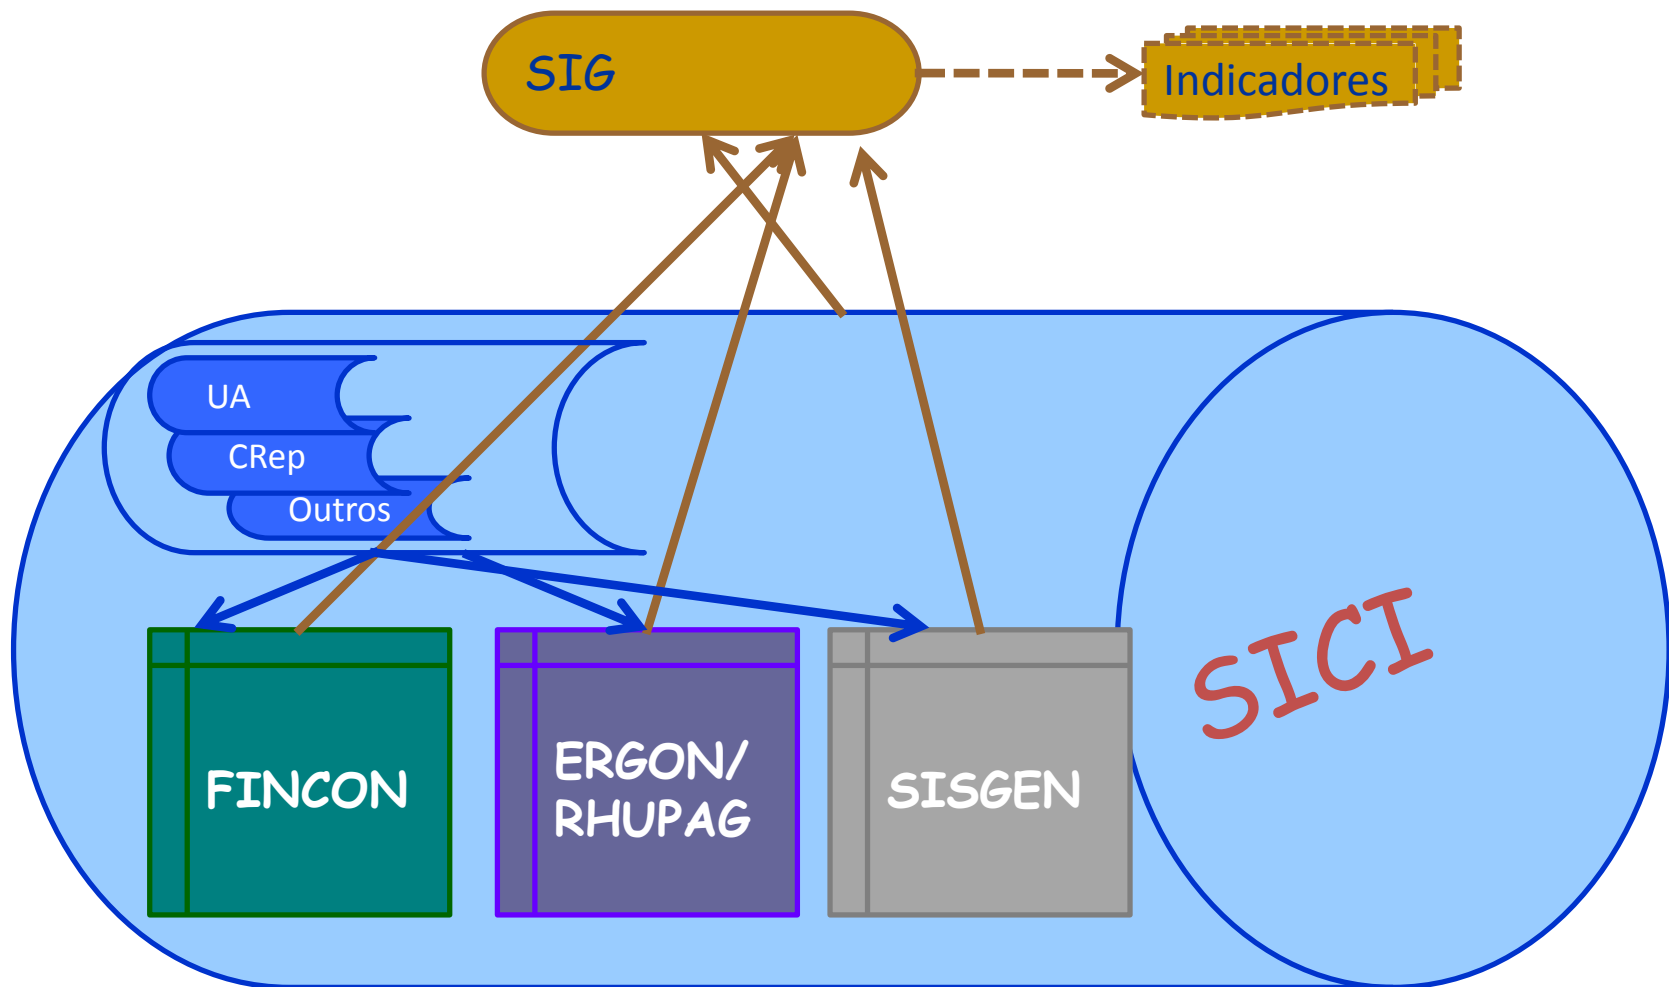 SIG
Indicadores
UA
CRep
Outros
FINCON
ERGON/
RHUPAG
SISGEN
SICI